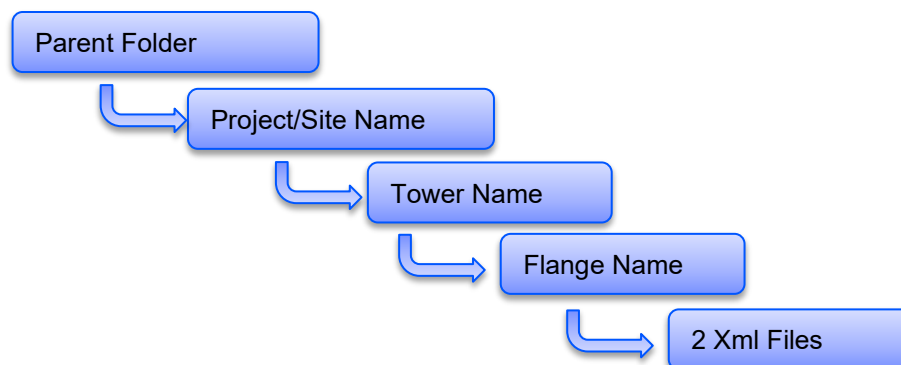 Parent Folder
Project/Site Name
Tower Name
Flange Name
2 Xml Files